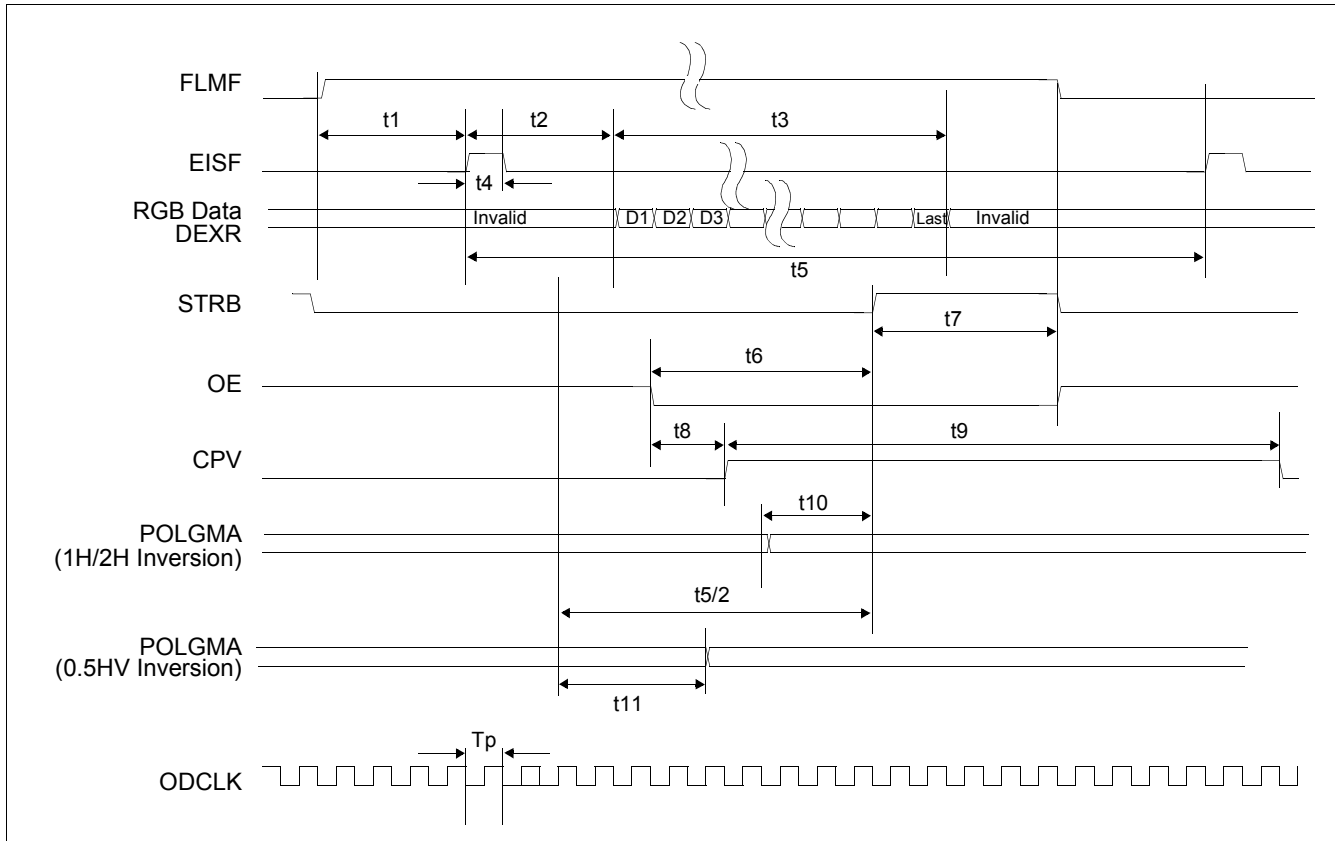 FLMF
t1
t2
t3
EISF
t4
RGB Data
DEXR
Invalid
D1
D2
D3
Last
Invalid
t5
STRB
t7
t6
OE
t8
t9
CPV
t10
POLGMA
(1H/2H Inversion)
t5/2
POLGMA
(0.5HV Inversion)
t11
Tp
ODCLK